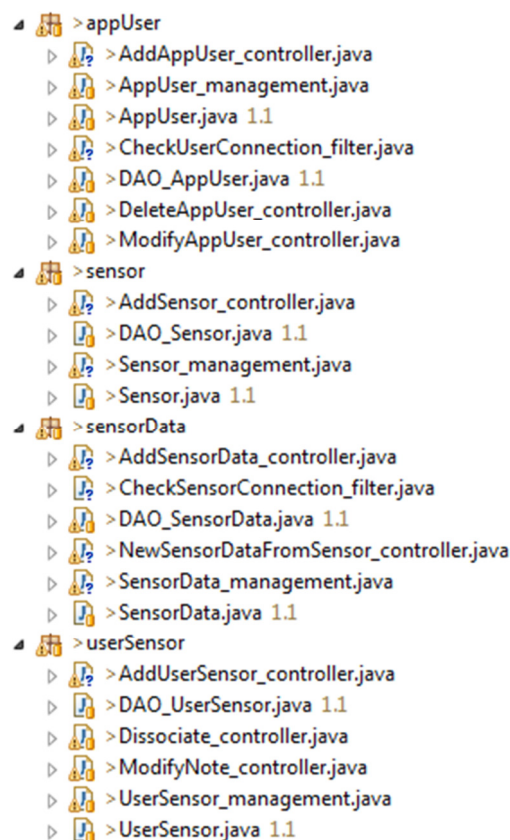 >appUser
>AddAppUser_controller.java
>AppUser_management.java
>AppUser.java 1.1
>CheckUserConnection_filter.java
>DAO_AppUser.java 1.1
>DeleteAppUser_controller.java
>ModifyAppUser_controller.java
>sensor
>AddSensor_controller.java
>DAO_Sensor.java 1.1
>Sensor_management.java
>Sensor.java 1.1
>sensorData
>AddSensorData_controller.java
>CheckSensorConnection_filter.java
>DAO_SensorData.java 1.1
>NewSensorDataFromSensor_controller.java
>SensorData_management.java
>SensorData.java 1.1
>userSensor
>AddUserSensor_controller.java
>DAO_UserSensor.java 1.1
>Dissociate_controller.java
>ModifyNote_controller.java
>UserSensor_management.java
>UserSensor.java 1.1